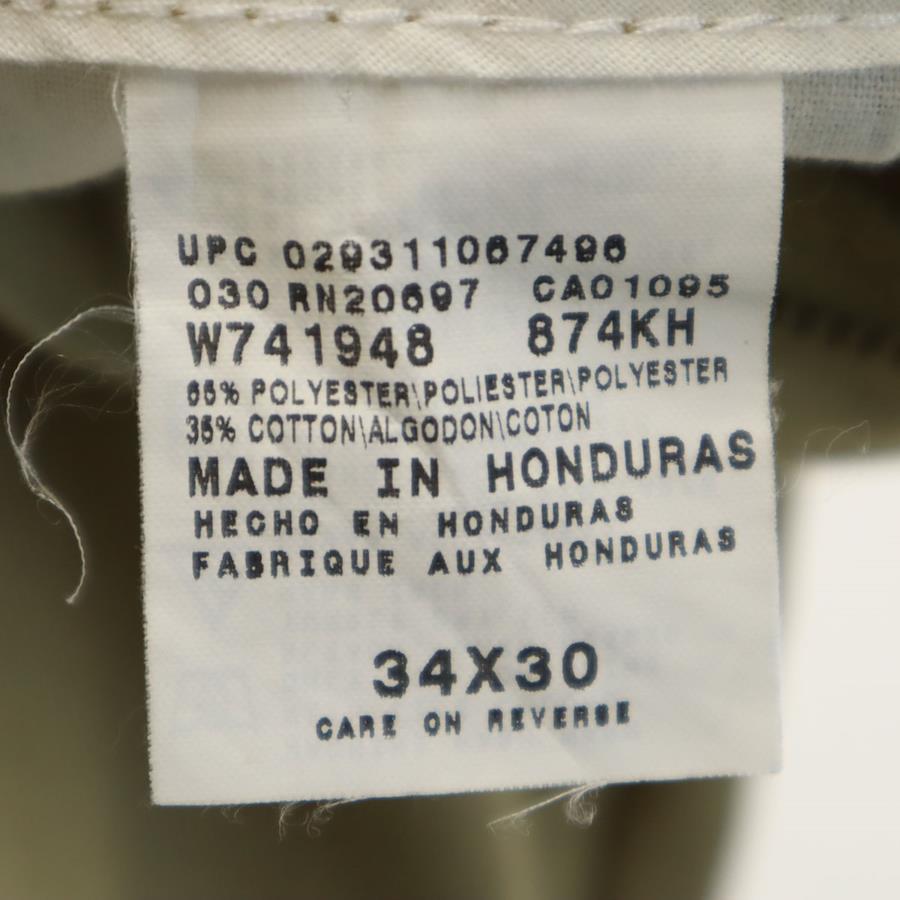 UPC 029311067496
030 RN20697 CA01095
W741948 874KH
65% POLYESTER\POLIESTER\POLYESTER
35% COTTON\ALGODON\COTON
MADE IN HONDURAS
HECHO EN HONDURAS
FABRIQUE AUX HONDURAS
34X30
CARE ON REVERSE